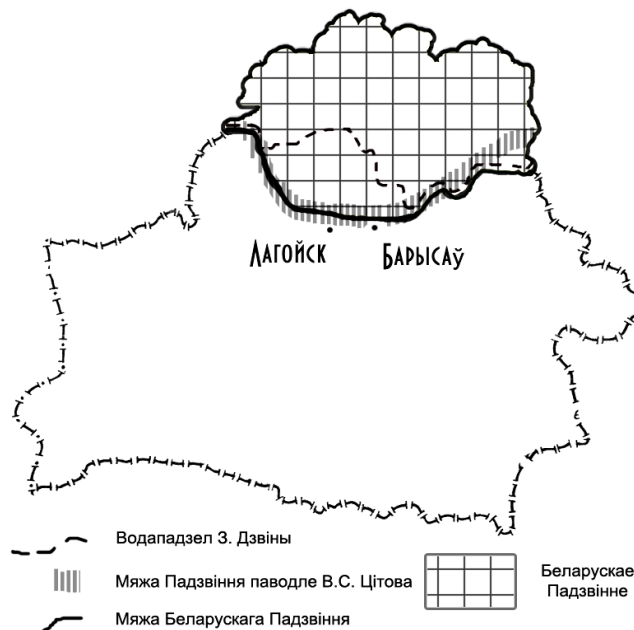 Лагойск
Барысаў
Водападзел З. Дзвіны
Мяжа Падзвіння паводле В.С. Цітова
Мяжа Беларускага Падзвіння
Беларускае
Падзвінне